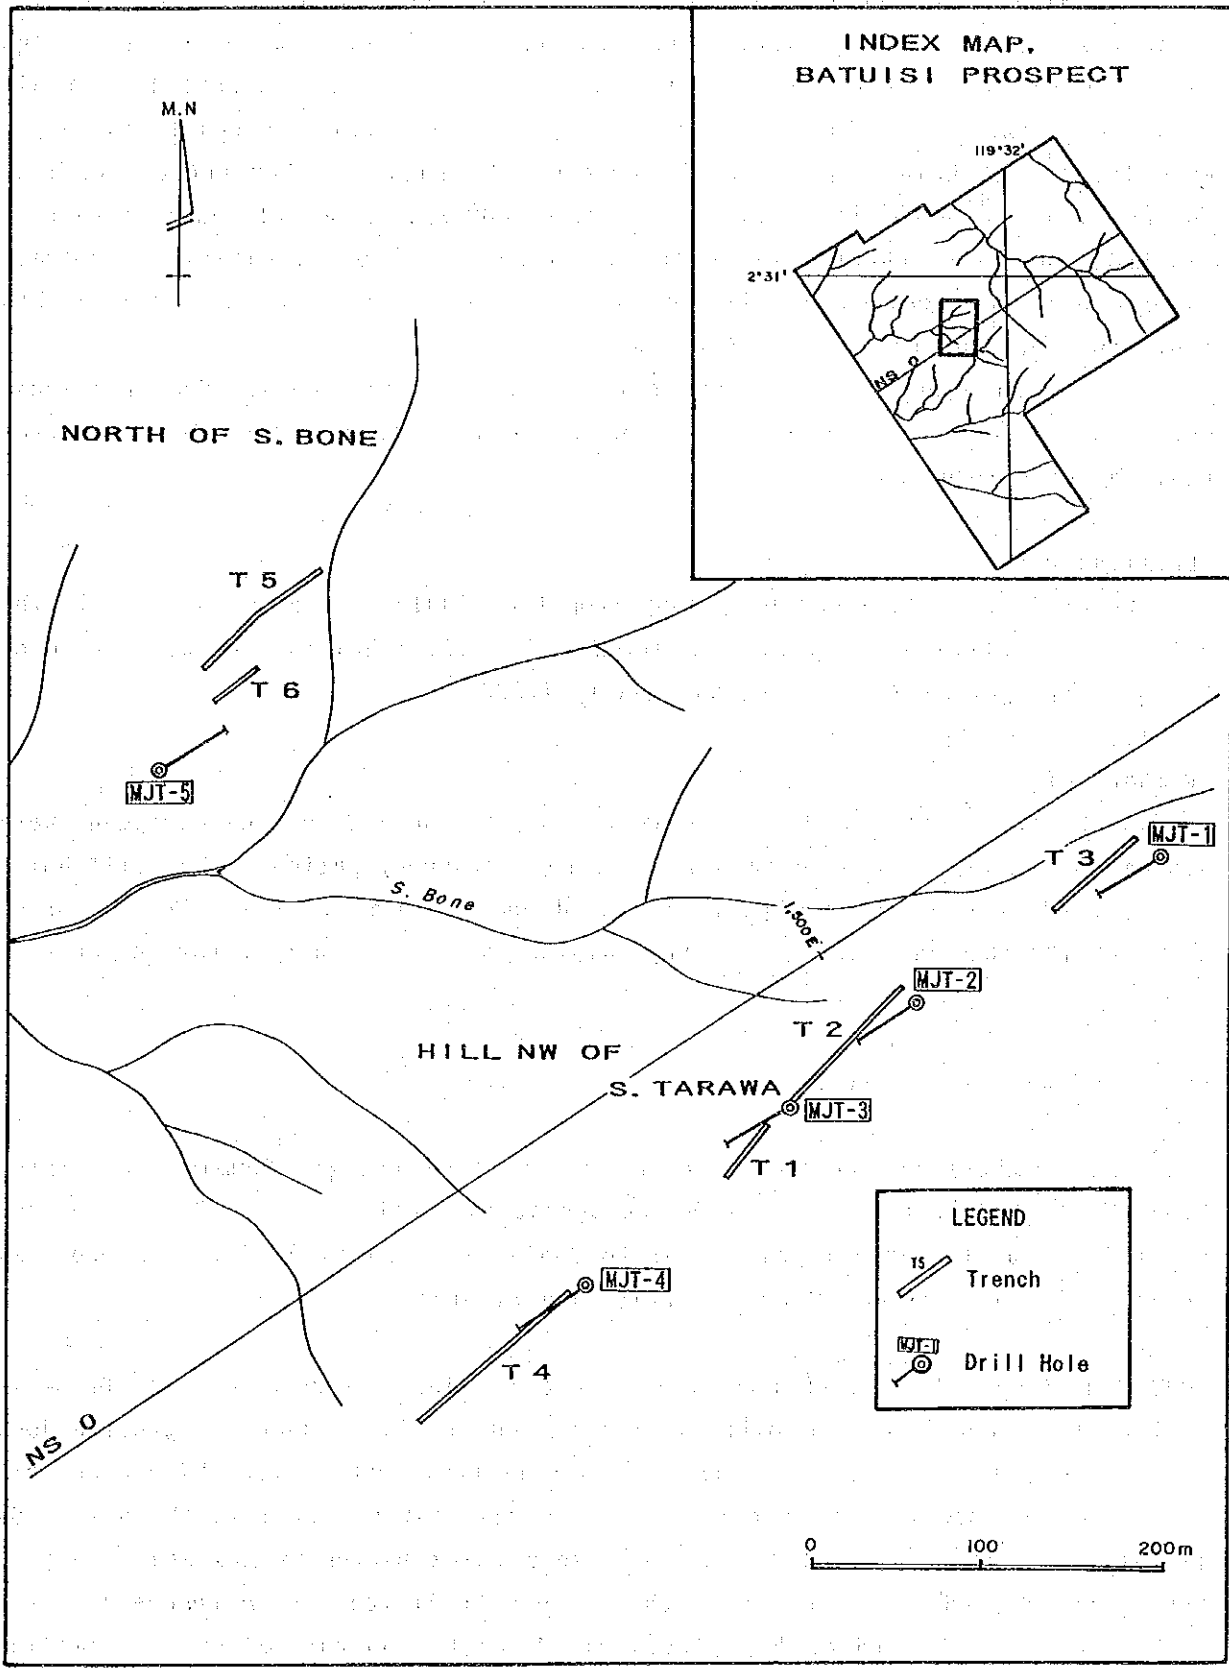 INDEX MAP.
BATUISI PROSPECT
M.N
119°32'
2°31'
NS 0
NORTH OF S. BONE
T 5
T 6
MJT-5
MJT-1
T 3
S. Bone
1,500E
MJT-2
T 2
HILL NW OF
S. TARAWA
MJT-3
T 1
LEGEND
T5
Trench
MJT-1
Drill Hole
MJT-4
T 4
NS 0
0 100 200m